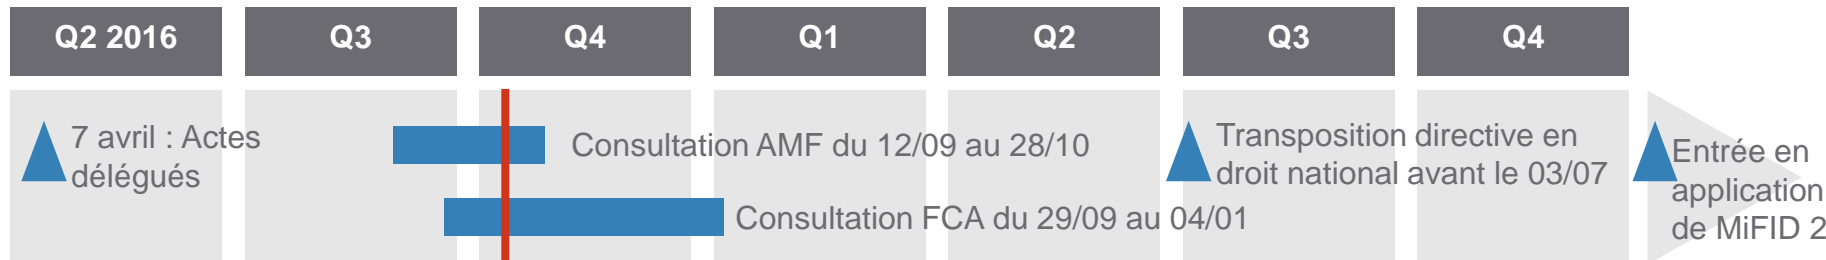 Q2 2016
Q3
Q4
Q1
Q2
Q3
Q4
7 avril : Actes
délégués
Consultation AMF du 12/09 au 28/10
Consultation FCA du 29/09 au 04/01
Transposition directive en
droit national avant le 03/07
Entrée en
application
de MiFID 2